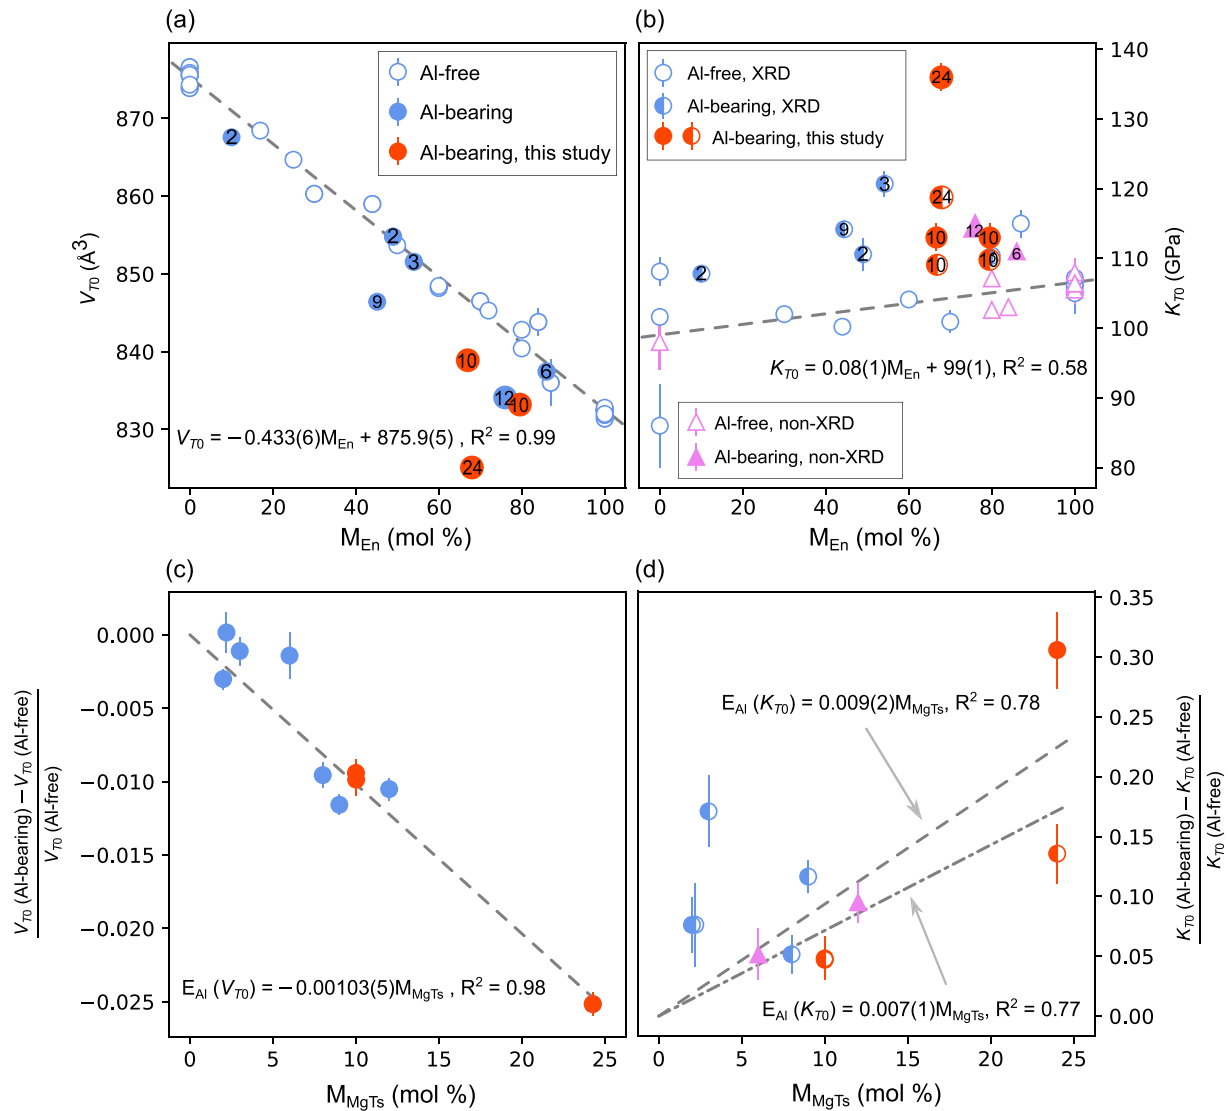 (a)
Al-free
Al-bearing
Al-bearing, this study
870
860
850
840
830
V_T0 (Å³)
2
2
3
9
10
6
12
10
24
V_T0 = −0.433(6)M_En + 875.9(5) , R² = 0.99
0 20 40 60 80 100
M_En (mol %)
(b)
Al-free, XRD
Al-bearing, XRD
Al-bearing, this study
140
130
120
110
100
90
80
K_T0 (GPa)
24
3
24
9
12
10
10
2
6
10
10
2
K_T0 = 0.08(1)M_En + 99(1), R² = 0.58
Al-free, non-XRD
Al-bearing, non-XRD
0 20 40 60 80 100
M_En (mol %)
(c)
0.000
−0.005
−0.010
−0.015
−0.020
−0.025
V_T0 (Al-bearing) − V_T0 (Al-free)
V_T0 (Al-free)
E_Al (V_T0) = −0.00103(5)M_MgTs , R² = 0.98
0 5 10 15 20 25
M_MgTs (mol %)
(d)
0.35
0.30
0.25
0.20
0.15
0.10
0.05
0.00
K_T0 (Al-bearing) − K_T0 (Al-free)
K_T0 (Al-free)
E_Al (K_T0) = 0.009(2)M_MgTs, R² = 0.78
E_Al (K_T0) = 0.007(1)M_MgTs, R² = 0.77
0 5 10 15 20 25
M_MgTs (mol %)